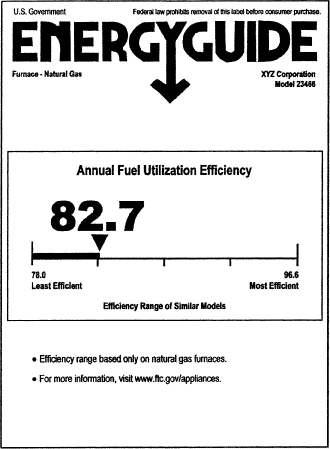 U.S. Government Federal law prohibits removal of this label before consumer purchase.
ENERGYGUIDE
Furnace - Natural Gas XYZ Corporation
Model 23466
Annual Fuel Utilization Efficiency
82.7
78.0 96.6
Least Efficient Most Efficient
Efficiency Range of Similar Models
• Efficiency range based only on natural gas furnaces.
• For more information, visit www.ftc.gov/appliances.